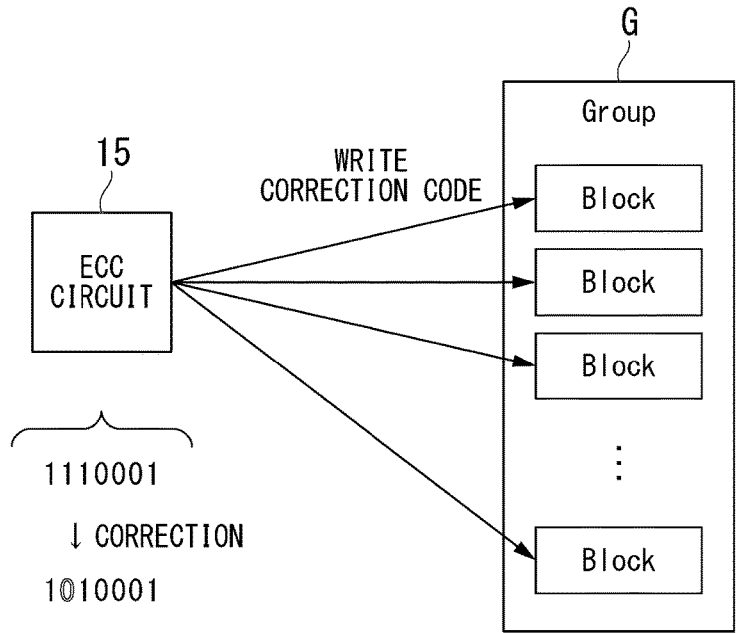 G
Group
15
WRITE
CORRECTION CODE
Block
ECC
CIRCUIT
Block
Block
1110001
⋮
↓ CORRECTION
Block
1010001